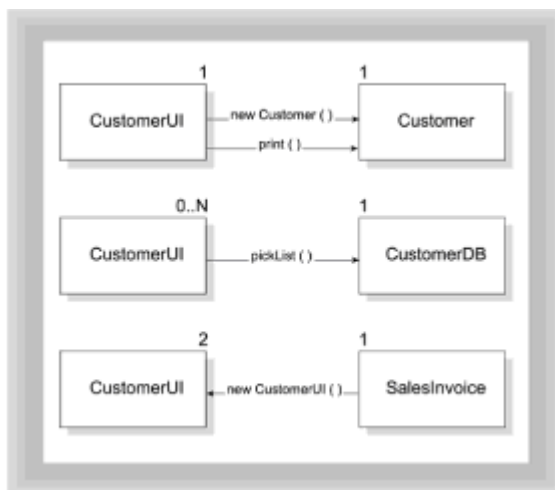 1 1
CustomerUI new Customer ( ) Customer
print ( )
0..N 1
CustomerUI pickList ( ) CustomerDB
2 1
CustomerUI new CustomerUI ( ) SalesInvoice